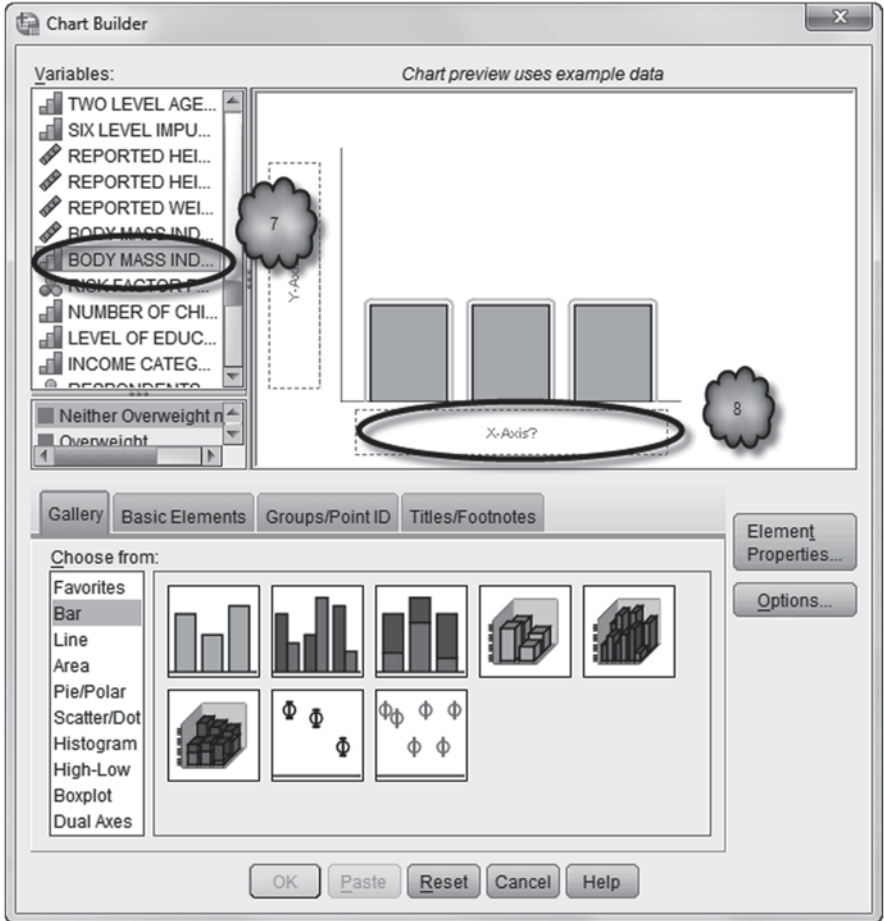 Chart Builder
Variables:
Chart preview uses example data
TWO LEVEL AGE...
SIX LEVEL IMPU...
REPORTED HEI...
REPORTED HEI...
REPORTED WEI...
BODY MASS IND...
BODY MASS IND...
RISK FACTOR F...
NUMBER OF CHI...
LEVEL OF EDUC...
INCOME CATEG...
RESPONDENTS
Neither Overweight n
Overweight
7
8
X-Axis?
Gallery
Basic Elements
Groups/Point ID
Titles/Footnotes
Element
Properties...
Options...
Choose from:
Favorites
Bar
Line
Area
Pie/Polar
Scatter/Dot
Histogram
High-Low
Boxplot
Dual Axes
OK
Paste
Reset
Cancel
Help